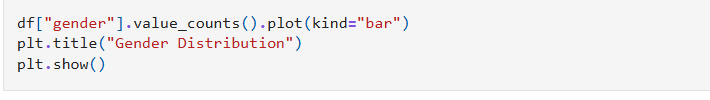 df["gender"].value_counts().plot(kind="bar")
plt.title("Gender Distribution")
plt.show()